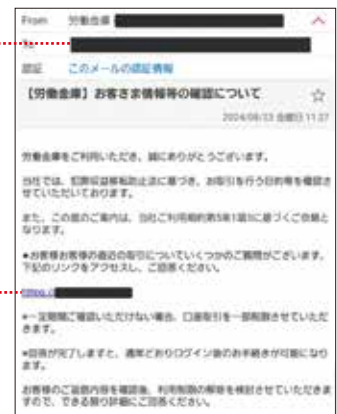 From 労働金庫
To
認証 このメールの認証情報
【労働金庫】お客さま情報等の確認について
2024/08/23 金曜日 11:27
労働金庫をご利用いただき、誠にありがとうございます。
当社では、犯罪収益移転防止法に基づき、お取引を行う目的等を確認さ
せていただいております。
また、この度のご案内は、当社ご利用規約第5条1項5に基づくご依頼と
なります。
●お客様お客様の直近の取引についていくつかのご質問がございます、
下記のリンクをアクセスし、ご回答ください。
●一定期間ご確認いただけない場合、口座取引を一部制限させていただ
きます。
●回答が完了しますと、通常どおりログイン後のお手続きが可能になり
ます。
お客様のご返信内容を確認後、利用制限の解除を検討させていただきま
すので、できる限り詳細にご回答ください。